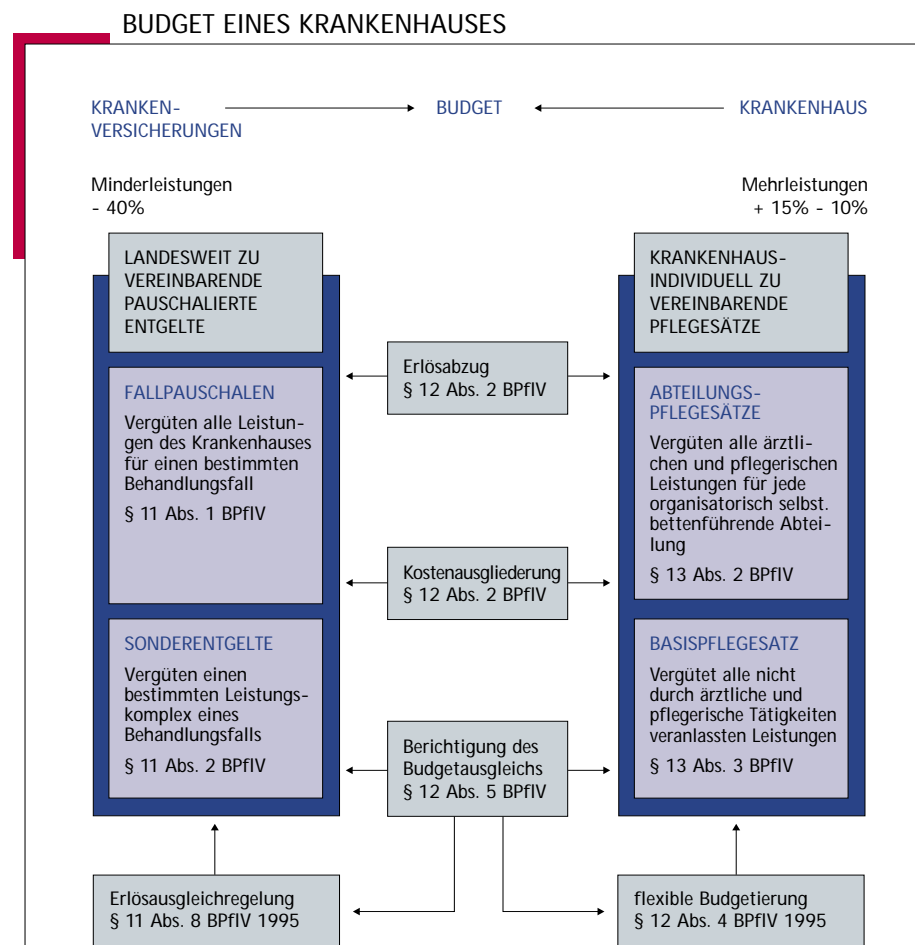 BUDGET EINES KRANKENHAUSES
KRANKEN-
VERSICHERUNGEN
BUDGET
KRANKENHAUS
Minderleistungen
- 40%
Mehrleistungen
+ 15% - 10%
LANDESWEIT ZU
VEREINBARENDE
PAUSCHALIERTE
ENTGELTE
KRANKENHAUS-
INDIVIDUELL ZU
VEREINBARENDE
PFLEGESÄTZE
Erlösabzug
§ 12 Abs. 2 BPflV
FALLPAUSCHALEN
Vergüten alle Leistun-
gen des Krankenhauses
für einen bestimmten
Behandlungsfall
§ 11 Abs. 1 BPflV
ABTEILUNGS-
PFLEGESÄTZE
Vergüten alle ärztli-
chen und pflegerischen
Leistungen für jede
organisatorisch selbst.
bettenführende Abtei-
lung
§ 13 Abs. 2 BPflV
Kostenausgliederung
§ 12 Abs. 2 BPflV
SONDERENTGELTE
Vergüten einen
bestimmten Leistungs-
komplex eines
Behandlungsfalls
§ 11 Abs. 2 BPflV
BASISPFLEGESATZ
Vergütet alle nicht
durch ärztliche und
pflegerische Tätigkeiten
veranlassten Leistungen
§ 13 Abs. 3 BPflV
Berichtigung des
Budgetausgleichs
§ 12 Abs. 5 BPflV
Erlösausgleichregelung
§ 11 Abs. 8 BPflV 1995
flexible Budgetierung
§ 12 Abs. 4 BPflV 1995